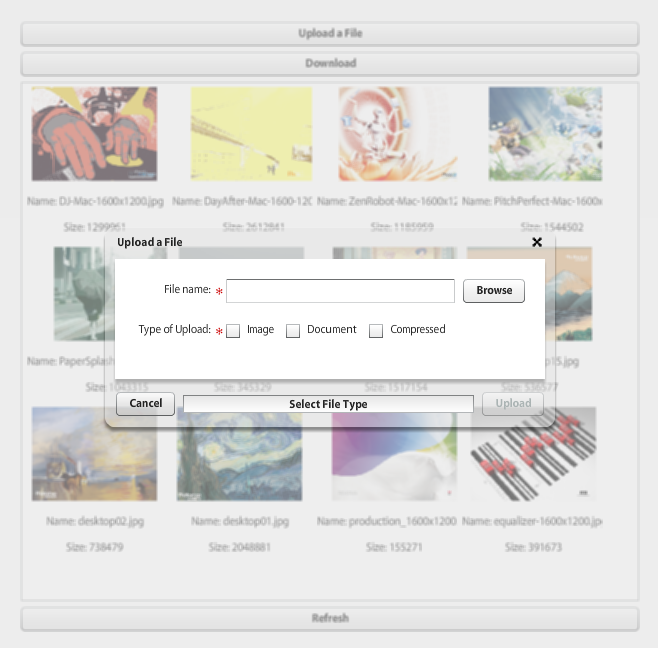 Upload a File
Download
Name: DJ-Mac-1600x1200.jpg Name: DayAfter-Mac-1600-120 Name: ZenRobot-Mac-1600x12 Name: PitchPerfect-Mac-1600x
Size: 1299961 Size: 2612841 Size: 1185959 Size: 1544502
Upload a File
File name: * Browse
Type of Upload: * Image Document Compressed
Name: PaperSplash p15.jpg
Size: 1043315 Size: 345329 Size: 1517154 Size: 536577
Cancel Select File Type Upload
Name: desktop02.jpg Name: desktop01.jpg Name: production_1600x1200 Name: equalizer-1600x1200.jpg
Size: 738479 Size: 2048881 Size: 155271 Size: 391673
Refresh